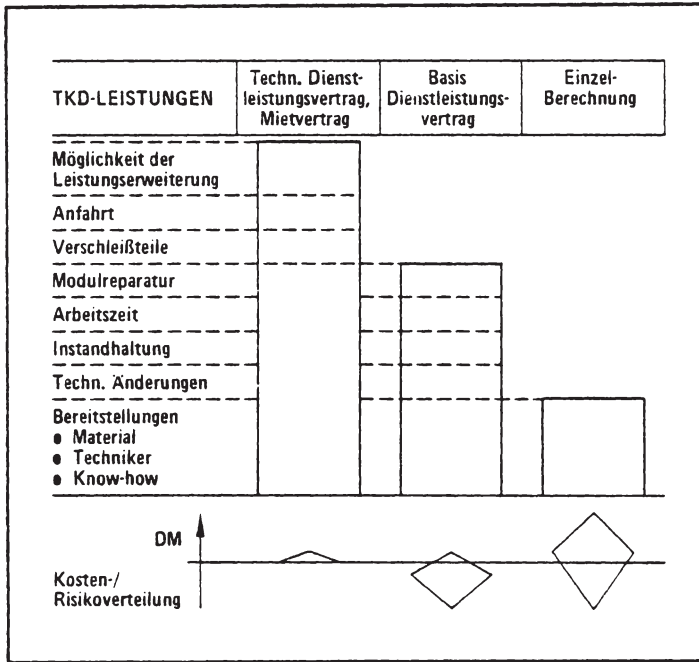 TKD-LEISTUNGEN
Techn. Dienst-
leistungsvertrag,
Mietvertrag
Basis
Dienstleistungs-
vertrag
Einzel-
Berechnung
Möglichkeit der
Leistungserweiterung
Anfahrt
Verschleißteile
Modulreparatur
Arbeitszeit
Instandhaltung
Techn. Änderungen
Bereitstellungen
● Material
● Techniker
● Know-how
DM
Kosten-/
Risikoverteilung